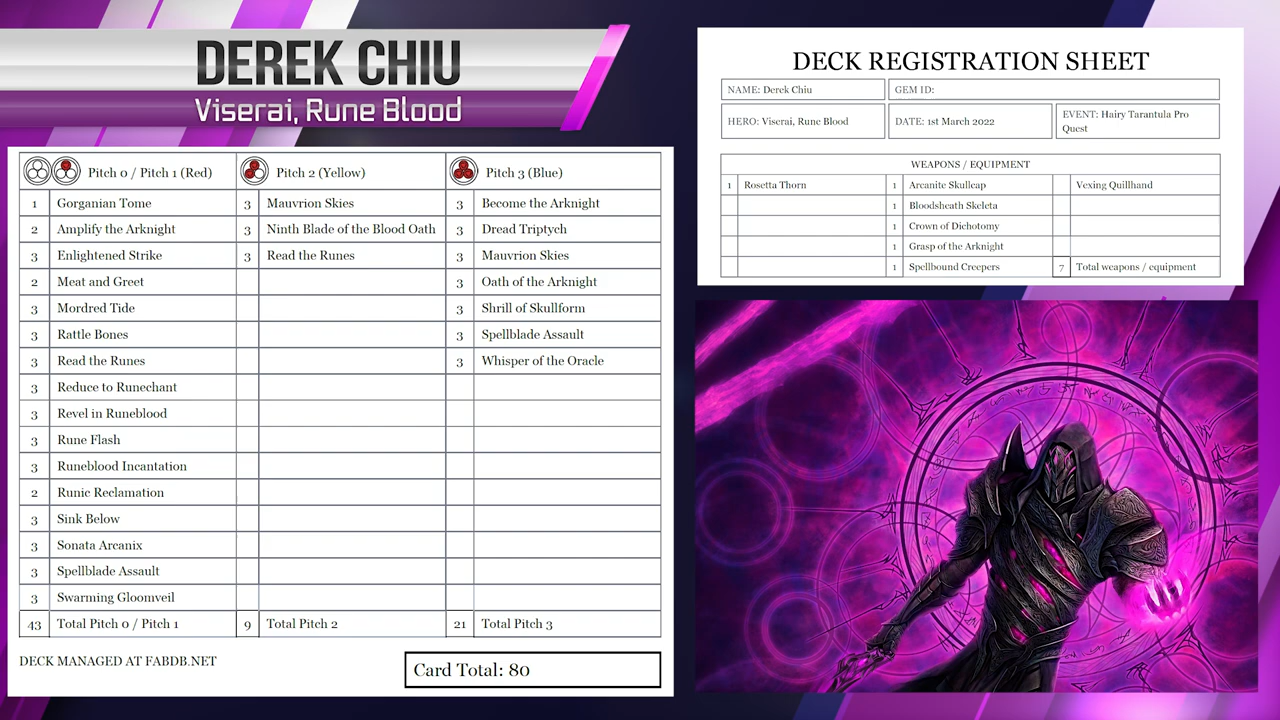 DEREK CHIU
Viserai, Rune Blood
Pitch 0 / Pitch 1 (Red) Pitch 2 (Yellow) Pitch 3 (Blue)
1 Gorganian Tome 3 Mauvrion Skies 3 Become the Arknight
2 Amplify the Arknight 3 Ninth Blade of the Blood Oath 3 Dread Triptych
3 Enlightened Strike 3 Read the Runes 3 Mauvrion Skies
2 Meat and Greet 3 Oath of the Arknight
3 Mordred Tide 3 Shrill of Skullform
3 Rattle Bones 3 Spellblade Assault
3 Read the Runes 3 Whisper of the Oracle
3 Reduce to Runechant
3 Revel in Runeblood
3 Rune Flash
3 Runeblood Incantation
2 Runic Reclamation
3 Sink Below
3 Sonata Arcanix
3 Spellblade Assault
3 Swarming Gloomveil
43 Total Pitch 0 / Pitch 1 9 Total Pitch 2 21 Total Pitch 3
DECK MANAGED AT FABDB.NET
Card Total: 80
DECK REGISTRATION SHEET
NAME: Derek Chiu GEM ID:
HERO: Viserai, Rune Blood DATE: 1st March 2022 EVENT: Hairy Tarantula Pro
Quest
WEAPONS / EQUIPMENT
1 Rosetta Thorn 1 Arcanite Skullcap Vexing Quillhand
1 Bloodsheath Skeleta
1 Crown of Dichotomy
1 Grasp of the Arknight
1 Spellbound Creepers 7 Total weapons / equipment